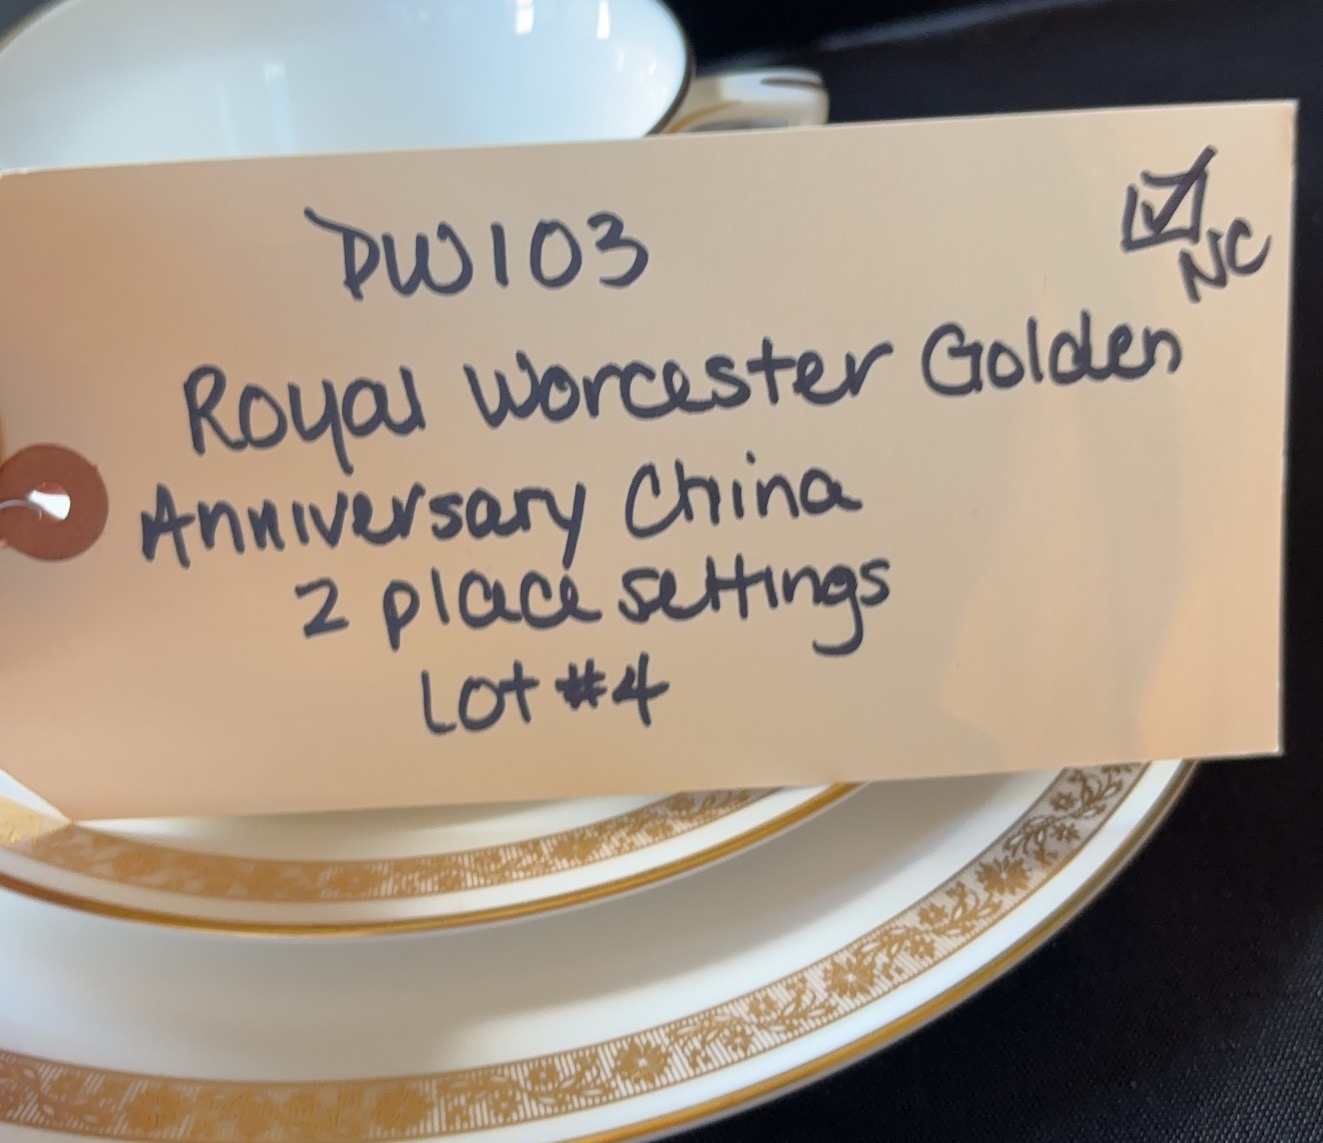 DW103
NC
Royal Worcester Golden
Anniversary China
2 place settings
Lot #4